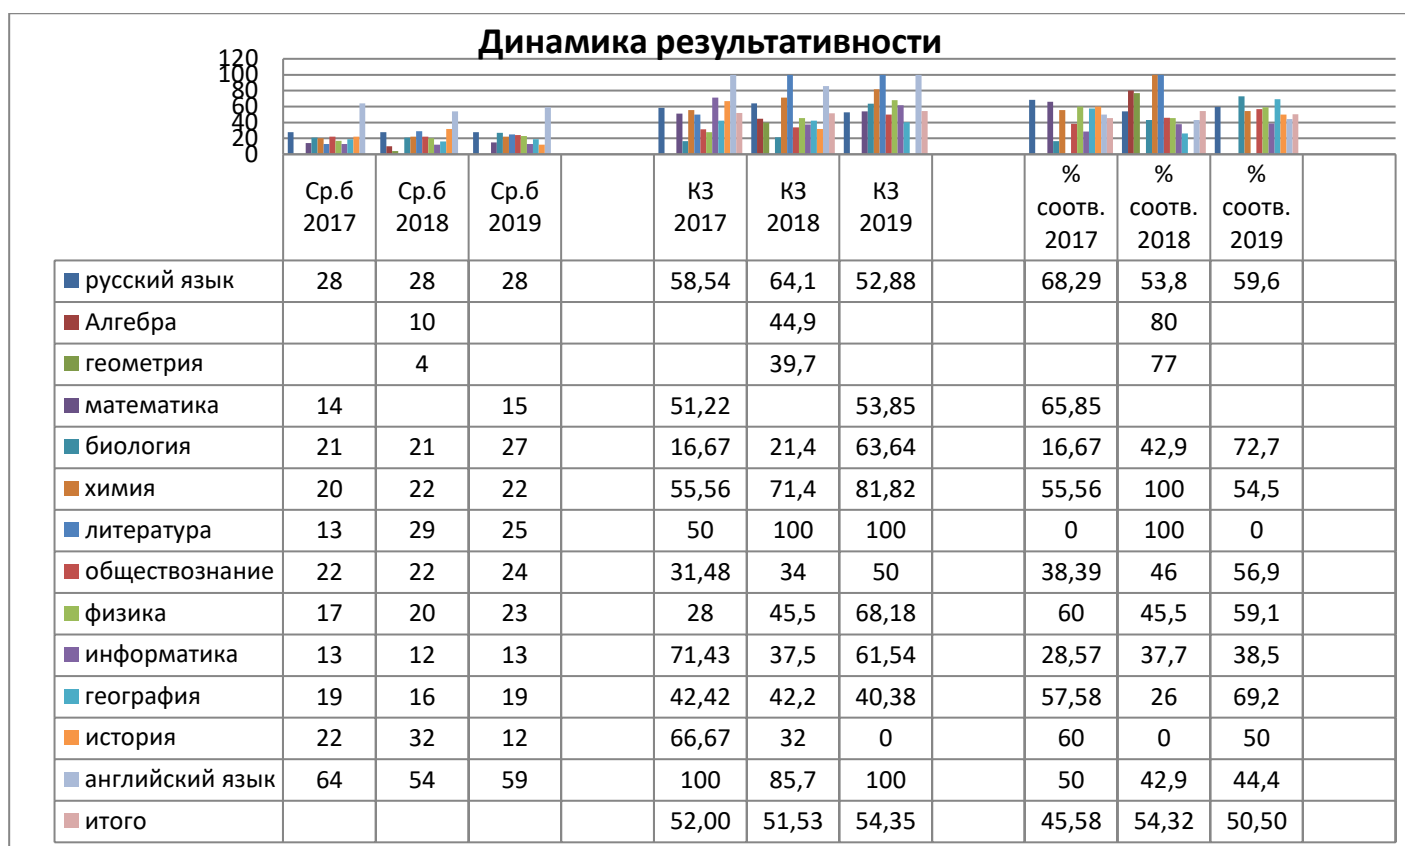 Динамика результативности
120
100
80
60
40
20
0
Ср.б 2017 Ср.б 2018 Ср.б 2019 КЗ 2017 КЗ 2018 КЗ 2019 % соотв. 2017 % соотв. 2018 % соотв. 2019
русский язык 28 28 28 58,54 64,1 52,88 68,29 53,8 59,6
Алгебра 10 44,9 80
геометрия 4 39,7 77
математика 14 15 51,22 53,85 65,85
биология 21 21 27 16,67 21,4 63,64 16,67 42,9 72,7
химия 20 22 22 55,56 71,4 81,82 55,56 100 54,5
литература 13 29 25 50 100 100 0 100 0
обществознание 22 22 24 31,48 34 50 38,39 46 56,9
физика 17 20 23 28 45,5 68,18 60 45,5 59,1
информатика 13 12 13 71,43 37,5 61,54 28,57 37,7 38,5
география 19 16 19 42,42 42,2 40,38 57,58 26 69,2
история 22 32 12 66,67 32 0 60 0 50
английский язык 64 54 59 100 85,7 100 50 42,9 44,4
итого 52,00 51,53 54,35 45,58 54,32 50,50